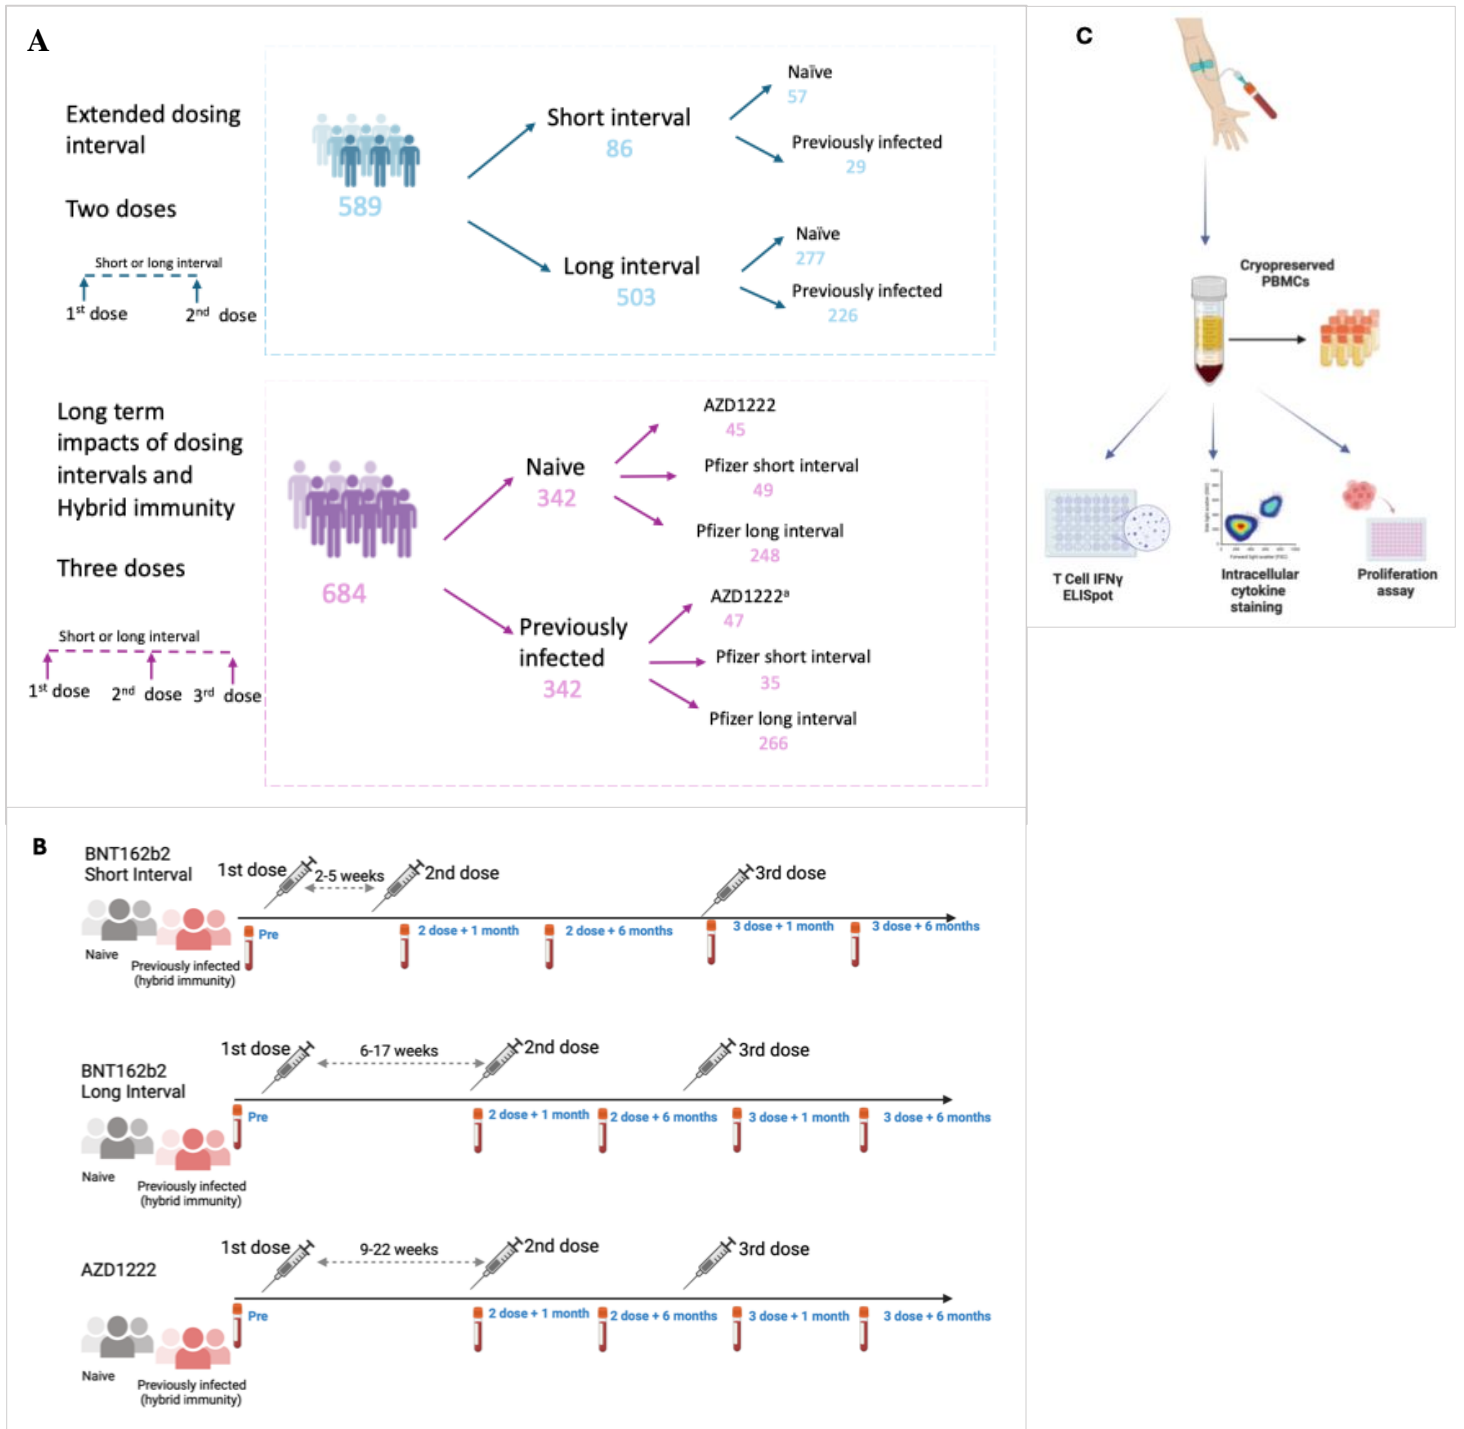 A
Extended dosing
interval
Two doses
Short or long interval
1st dose
2nd dose
589
Short interval
86
Naïve
57
Previously infected
29
Long interval
503
Naïve
277
Previously infected
226
Long term
impacts of dosing
intervals and
Hybrid immunity
Three doses
Short or long interval
1st dose
2nd dose
3rd dose
684
Naive
342
AZD1222
45
Pfizer short interval
49
Pfizer long interval
248
Previously
infected
342
AZD1222a
47
Pfizer short interval
35
Pfizer long interval
266
B
BNT162b2
Short Interval
1st dose
2-5 weeks
2nd dose
3rd dose
Naive
Previously infected
(hybrid immunity)
Pre
2 dose + 1 month
2 dose + 6 months
3 dose + 1 month
3 dose + 6 months
BNT162b2
Long Interval
1st dose
6-17 weeks
2nd dose
3rd dose
Naive
Previously infected
(hybrid immunity)
Pre
2 dose + 1 month
2 dose + 6 months
3 dose + 1 month
3 dose + 6 months
AZD1222
1st dose
9-22 weeks
2nd dose
3rd dose
Naive
Previously infected
(hybrid immunity)
Pre
2 dose + 1 month
2 dose + 6 months
3 dose + 1 month
3 dose + 6 months
C
Cryopreserved
PBMCs
T Cell IFNγ
ELISpot
Intracellular
cytokine
staining
Proliferation
assay